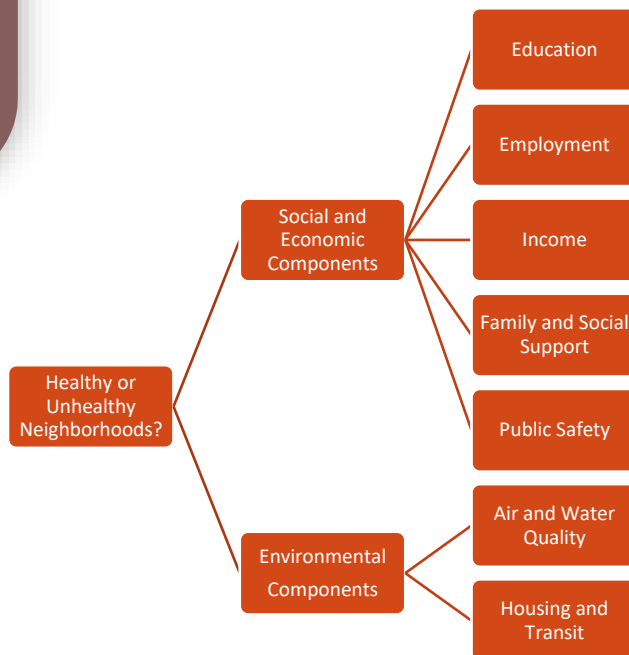 Healthy or
Unhealthy
Neighborhoods?
Social and
Economic
Components
Education
Employment
Income
Family and Social
Support
Public Safety
Environmental
Components
Air and Water
Quality
Housing and
Transit